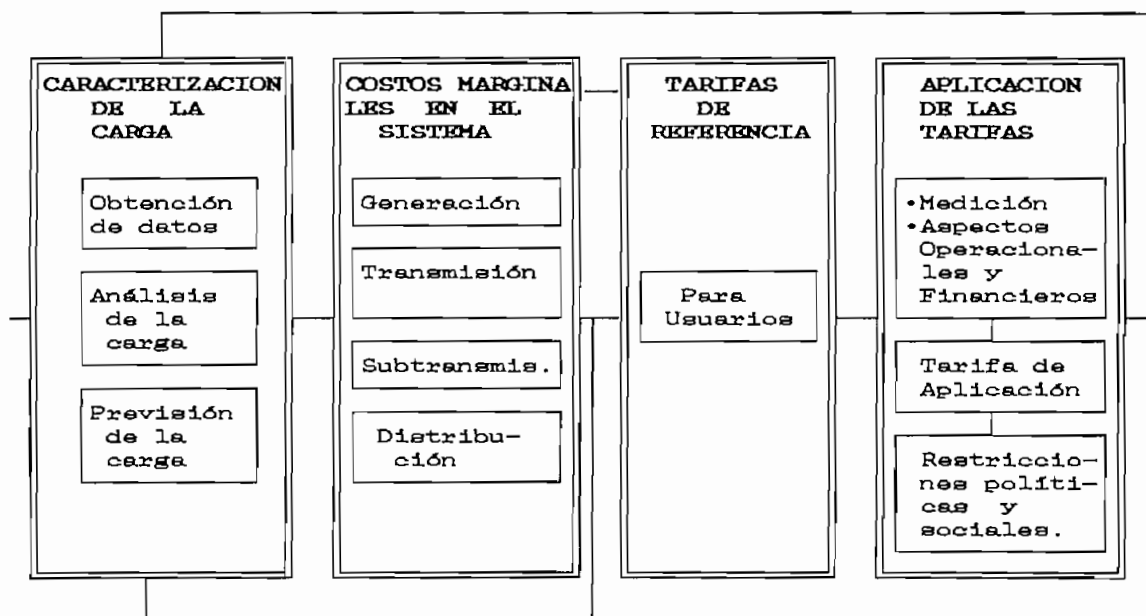 CARACTERIZACION
DE LA
CARGA
Obtención
de datos
Análisis
de la
carga
Previsión
de la
carga
COSTOS MARGINA
LES EN EL
SISTEMA
Generación
Transmisión
Subtransmis.
Distribu-
ción
TARIFAS
DE
REFERENCIA
Para
Usuarios
APLICACION
DE LAS
TARIFAS
•Medición
•Aspectos
Operaciona-
les y
Financieros
Tarifa de
Aplicación
Restriccio-
nes políti-
cas y
sociales.